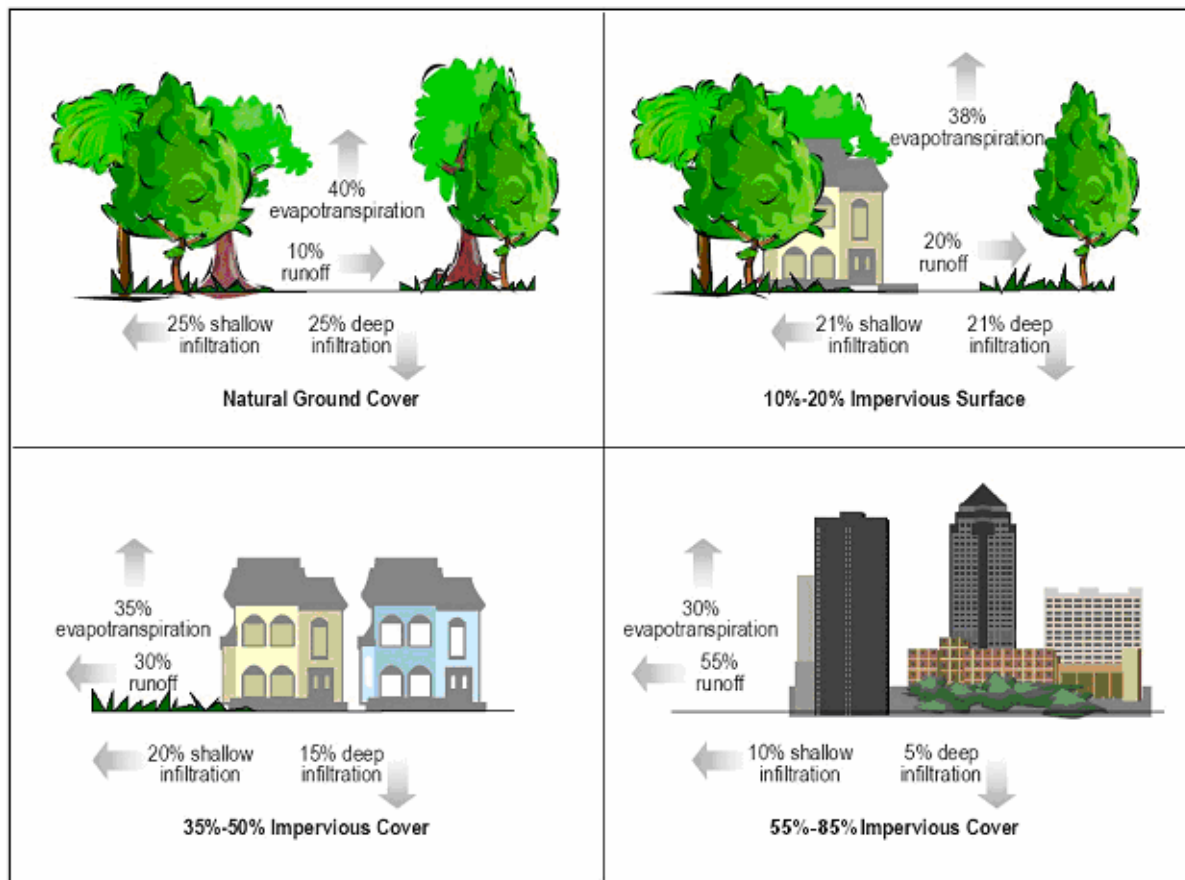 40%
evapotranspiration
10%
runoff
25% shallow
infiltration
25% deep
infiltration
Natural Ground Cover
38%
evapotranspiration
20%
runoff
21% shallow
infiltration
21% deep
infiltration
10%-20% Impervious Surface
35%
evapotranspiration
30%
runoff
20% shallow
infiltration
15% deep
infiltration
35%-50% Impervious Cover
30%
evapotranspiration
55%
runoff
10% shallow
infiltration
5% deep
infiltration
55%-85% Impervious Cover